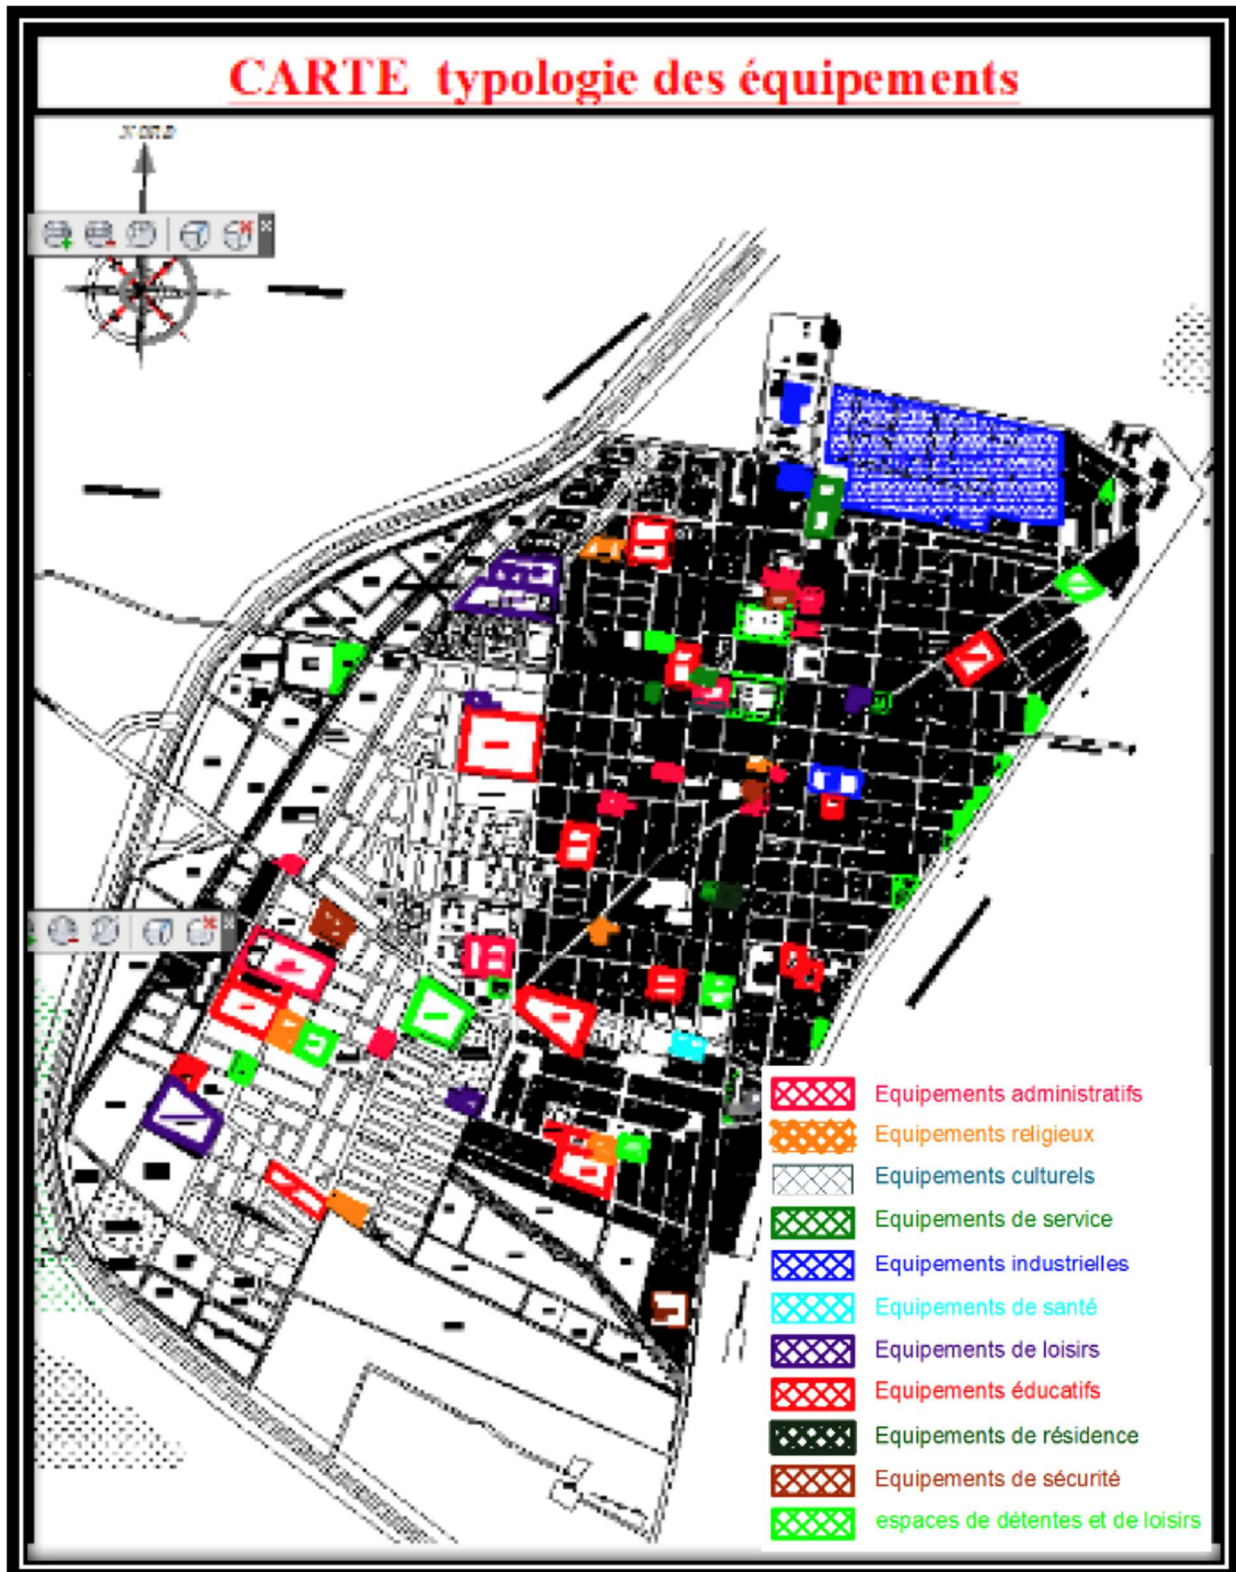 CARTE typologie des équipements
NORD
Equipements administratifs
Equipements religieux
Equipements culturels
Equipements de service
Equipements industrielles
Equipements de santé
Equipements de loisirs
Equipements éducatifs
Equipements de résidence
Equipements de sécurité
espaces de détentes et de loisirs